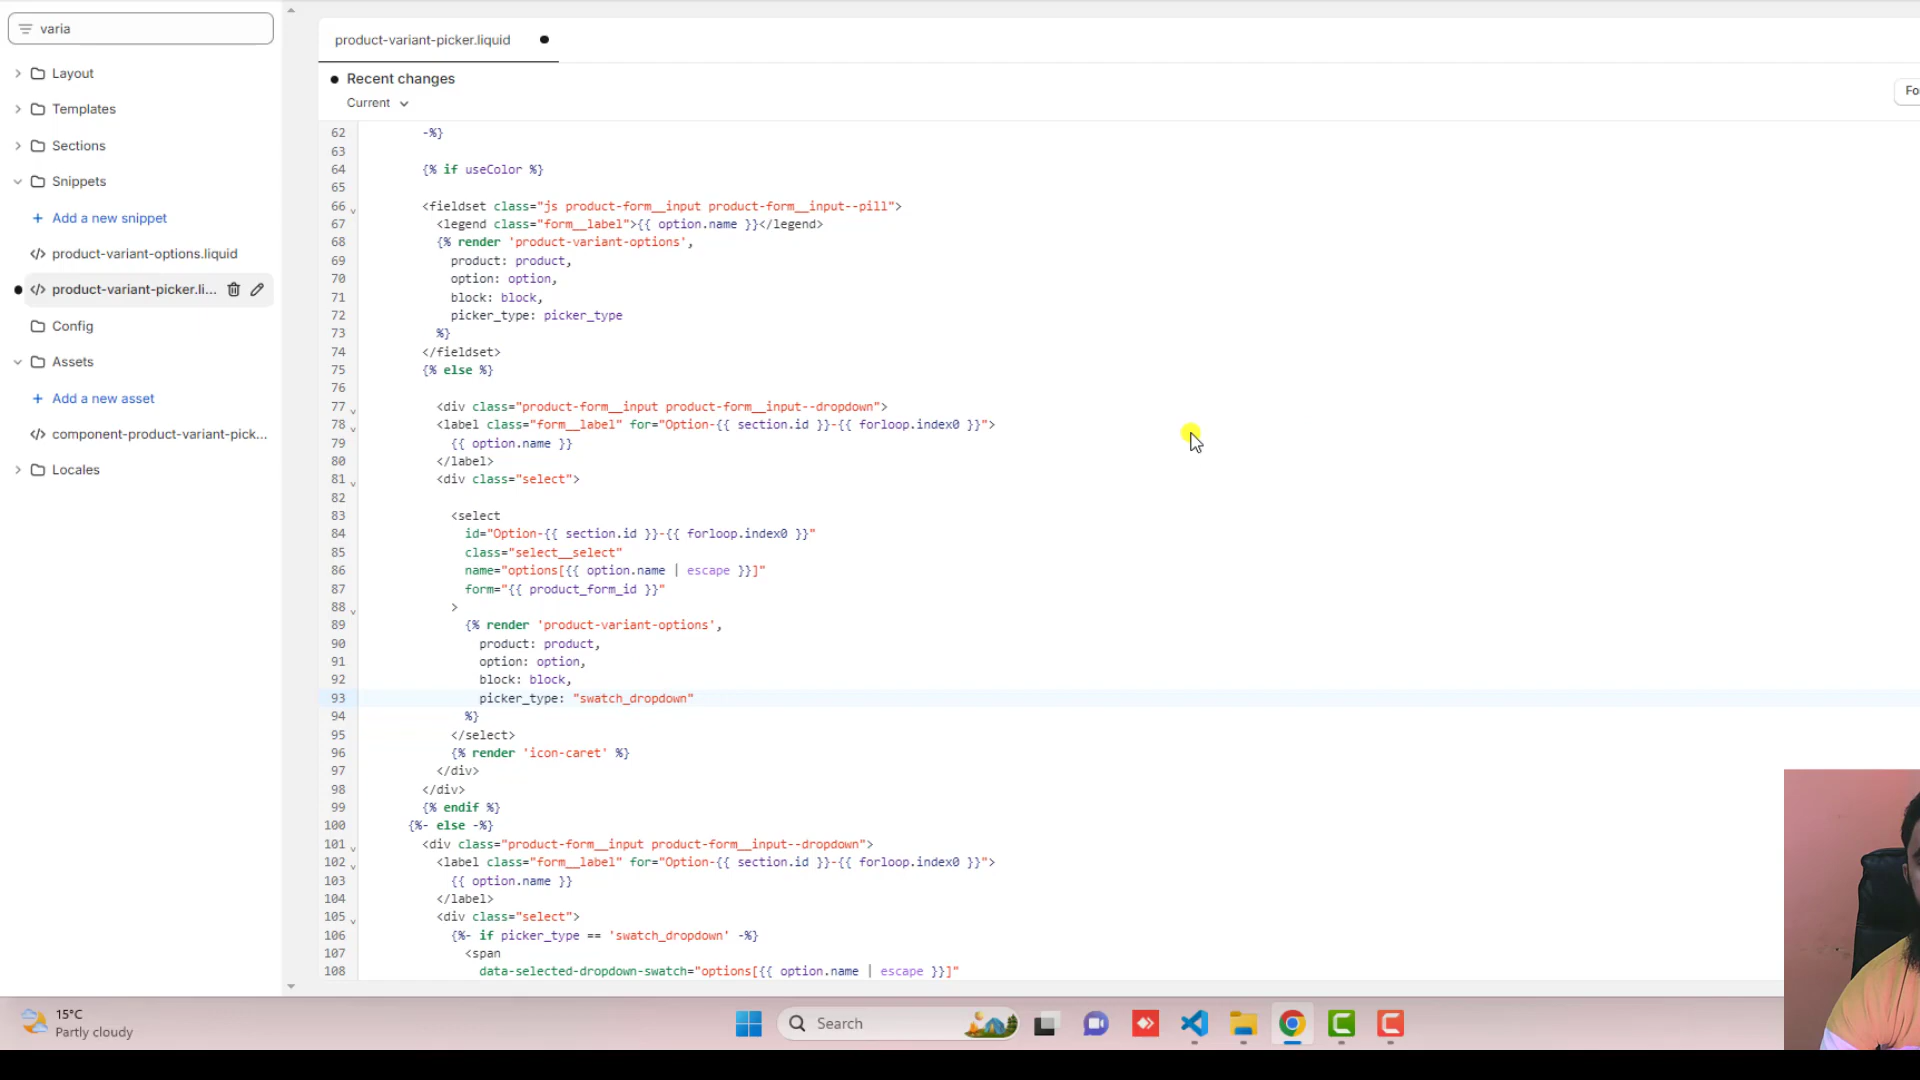 varia
Layout
Templates
Sections
Snippets
+ Add a new snippet
</> product-variant-options.liquid
</> product-variant-picker.li...
Config
Assets
+ Add a new asset
</> component-product-variant-pick...
Locales
product-variant-picker.liquid
Recent changes
Current
62 -%}
63
64 {% if useColor %}
65
66 <fieldset class="js product-form__input product-form__input--pill">
67 <legend class="form__label">{{ option.name }}</legend>
68 {% render 'product-variant-options',
69 product: product,
70 option: option,
71 block: block,
72 picker_type: picker_type
73 %}
74 </fieldset>
75 {% else %}
76
77 <div class="product-form__input product-form__input--dropdown">
78 <label class="form__label" for="Option-{{ section.id }}-{{ forloop.index0 }}">
79 {{ option.name }}
80 </label>
81 <div class="select">
82
83 <select
84 id="Option-{{ section.id }}-{{ forloop.index0 }}"
85 class="select__select"
86 name="options[{{ option.name | escape }}]"
87 form="{{ product_form_id }}"
88 >
89 {% render 'product-variant-options',
90 product: product,
91 option: option,
92 block: block,
93 picker_type: "swatch_dropdown"
94 %}
95 </select>
96 {% render 'icon-caret' %}
97 </div>
98 </div>
99 {% endif %}
100 {%- else -%}
101 <div class="product-form__input product-form__input--dropdown">
102 <label class="form__label" for="Option-{{ section.id }}-{{ forloop.index0 }}">
103 {{ option.name }}
104 </label>
105 <div class="select">
106 {%- if picker_type == 'swatch_dropdown' -%}
107 <span
108 data-selected-dropdown-swatch="options[{{ option.name | escape }}]"
15°C
Partly cloudy
Search